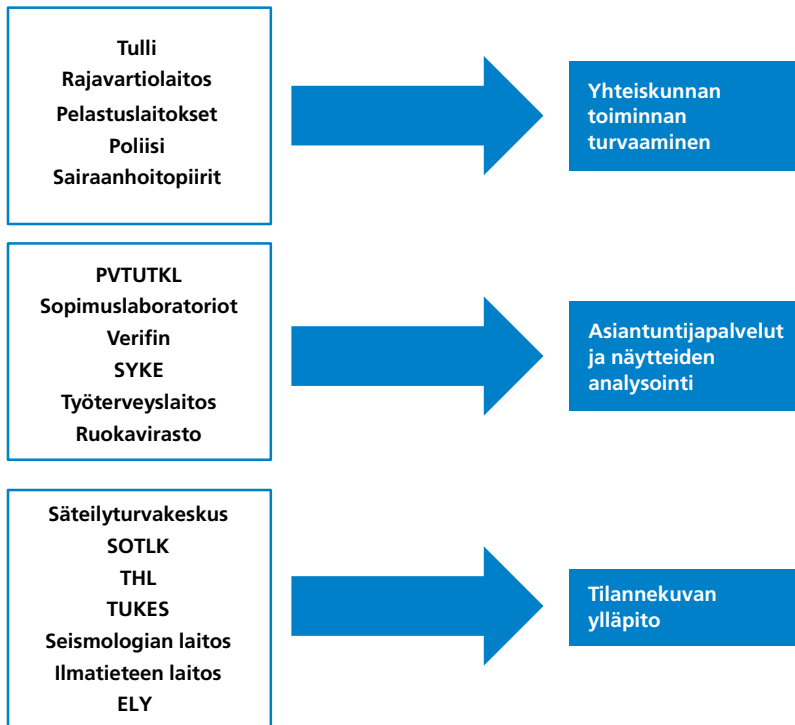 Tulli
Rajavartiolaitos
Pelastuslaitokset
Poliisi
Sairaanhoitopiirit
Yhteiskunnan
toiminnan
turvaaminen
PVTUTKL
Sopimuslaboratoriot
Verifin
SYKE
Työterveyslaitos
Ruokavirasto
Asiantuntijapalvelut
ja näytteiden
analysointi
Säteilyturvakeskus
SOTLK
THL
TUKES
Seismologian laitos
Ilmatieteen laitos
ELY
Tilannekuvan
ylläpito